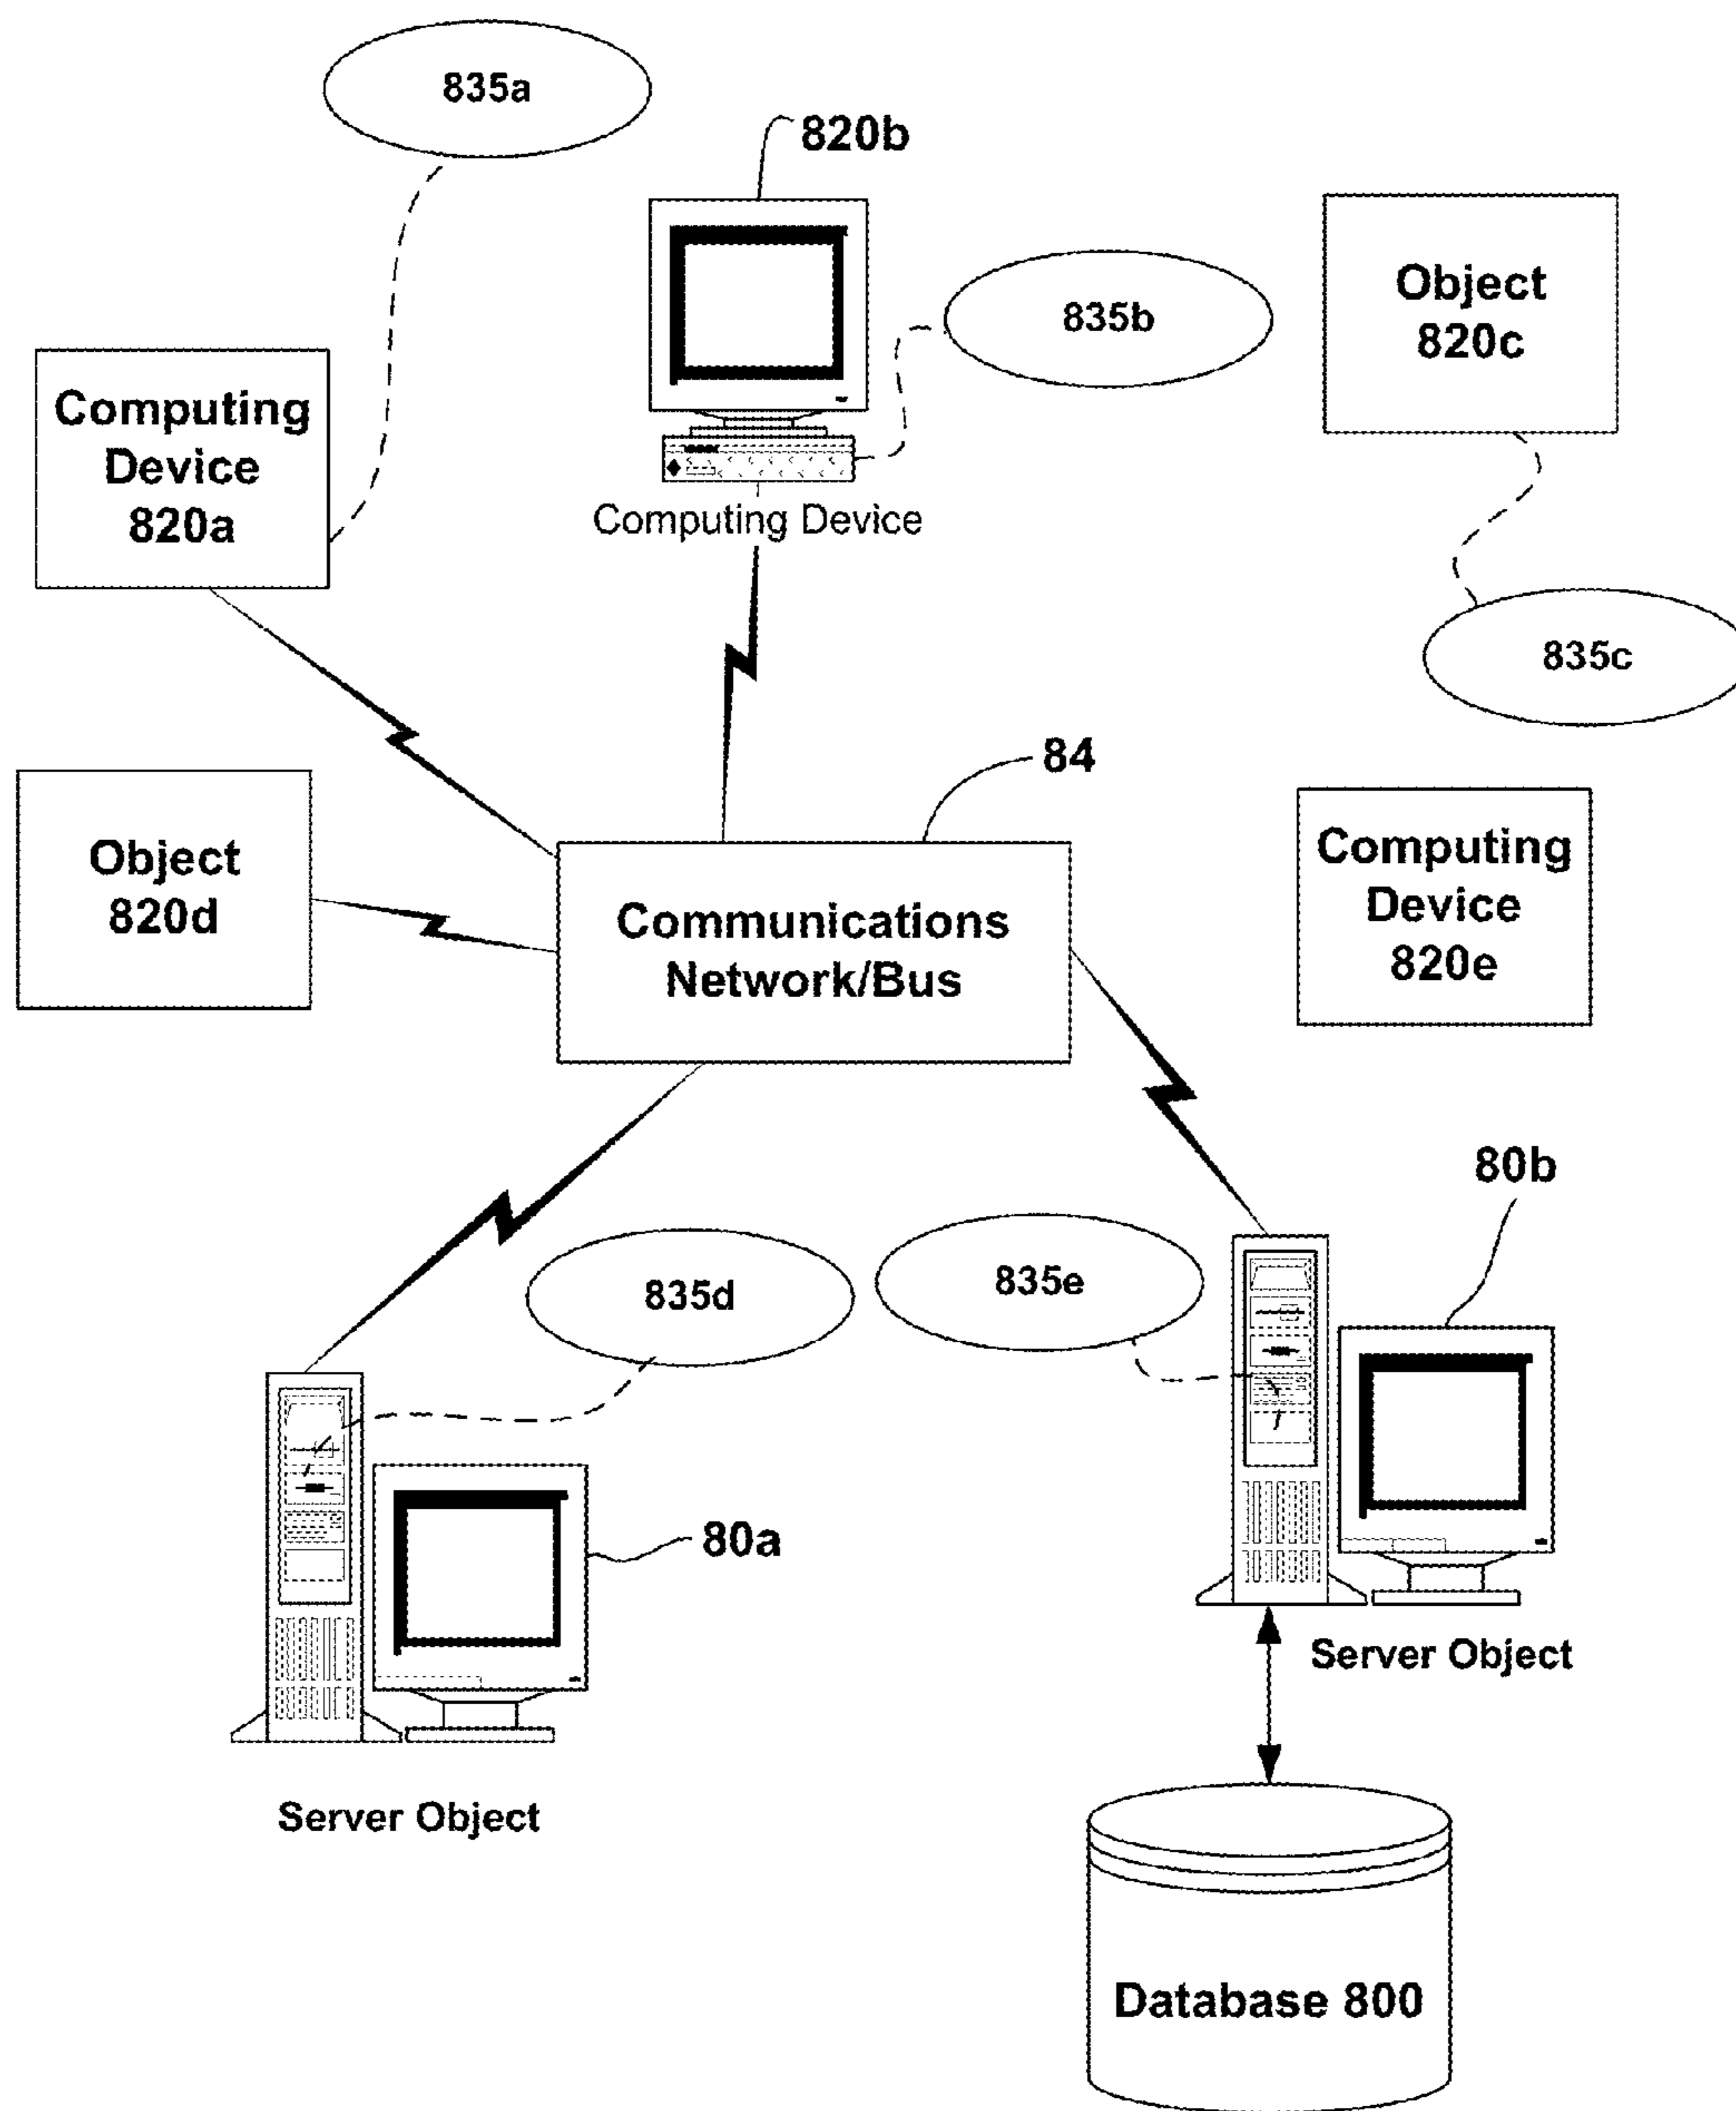 835a
820b
835b
Object
820c
Computing
Device
820a
Computing Device
835c
84
Object
820d
Communications
Network/Bus
Computing
Device
820e
80b
835d
835e
80a
Server Object
Server Object
Database 800